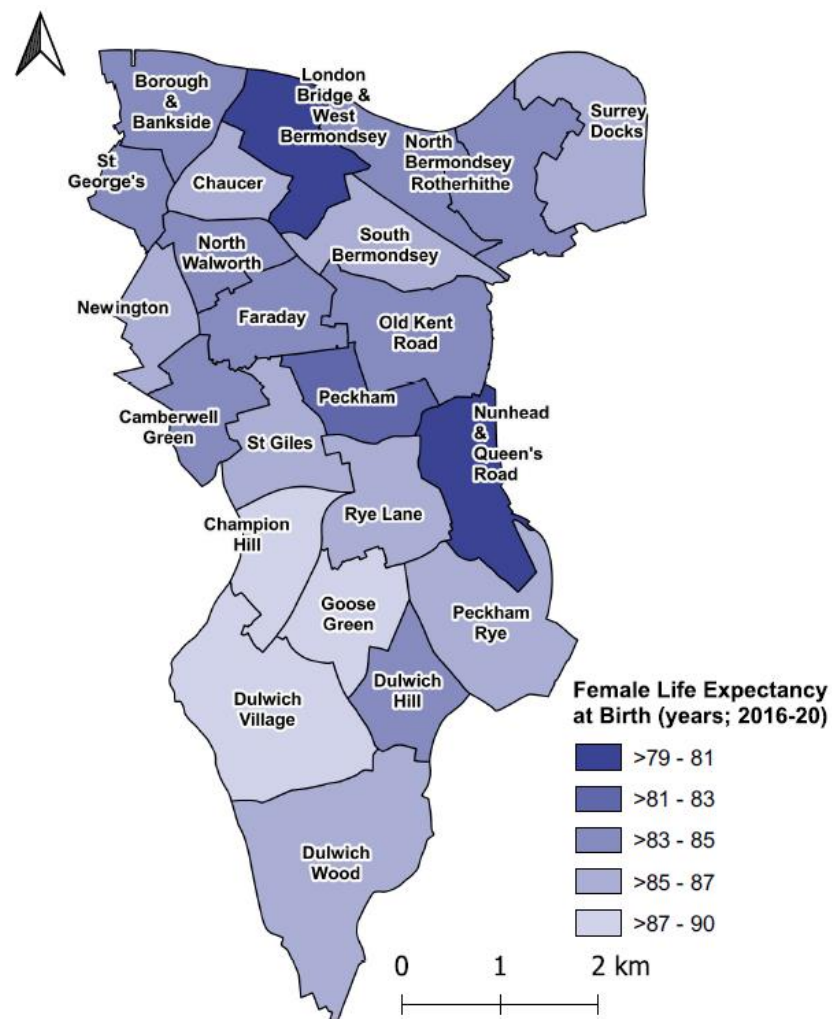 Borough
&
Bankside
London
Bridge &
West
Bermondsey
Surrey
Docks
North
Bermondsey
Rotherhithe
St
George's
Chaucer
South
Bermondsey
North
Walworth
Newington
Faraday
Old Kent
Road
Peckham
Camberwell
Green
St Giles
Nunhead
&
Queen's
Road
Champion
Hill
Rye Lane
Goose
Green
Peckham
Rye
Dulwich
Village
Dulwich
Hill
Dulwich
Wood
Female Life Expectancy
at Birth (years; 2016-20)
>79 - 81
>81 - 83
>83 - 85
>85 - 87
>87 - 90
0 1 2 km